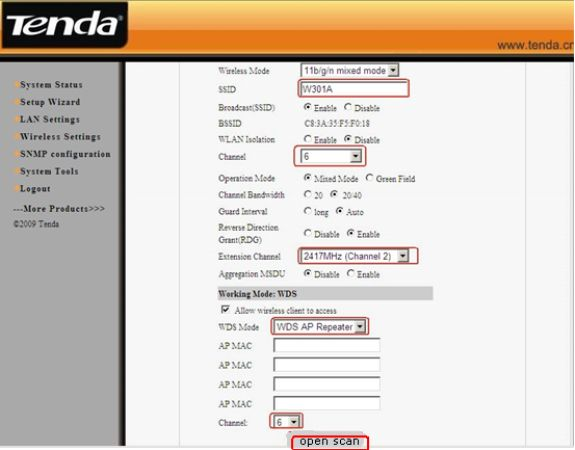 Tenda
www.tenda.cn
System Status
Setup Wizard
LAN Settings
Wireless Settings
SNMP configuration
System Tools
Logout
---More Products>>>
©2009 Tenda
Wireless Mode 11b/g/n mixed mode
SSID W301A
Broadcast(SSID) Enable Disable
BSSID C8:3A:35:F5:F0:18
WLAN Isolation Enable Disable
Channel 6
Operation Mode Mixed Mode Green Field
Channel Bandwidth 20 20/40
Guard Interval long Auto
Reverse Direction
Grant(RDG) Disable Enable
Extension Channel 2417MHz (Channel 2)
Aggregation MSDU Disable Enable
Working Mode: WDS
Allow wireless client to access
WDS Mode WDS AP Repeater
AP MAC
AP MAC
AP MAC
AP MAC
Channel: 6
open scan